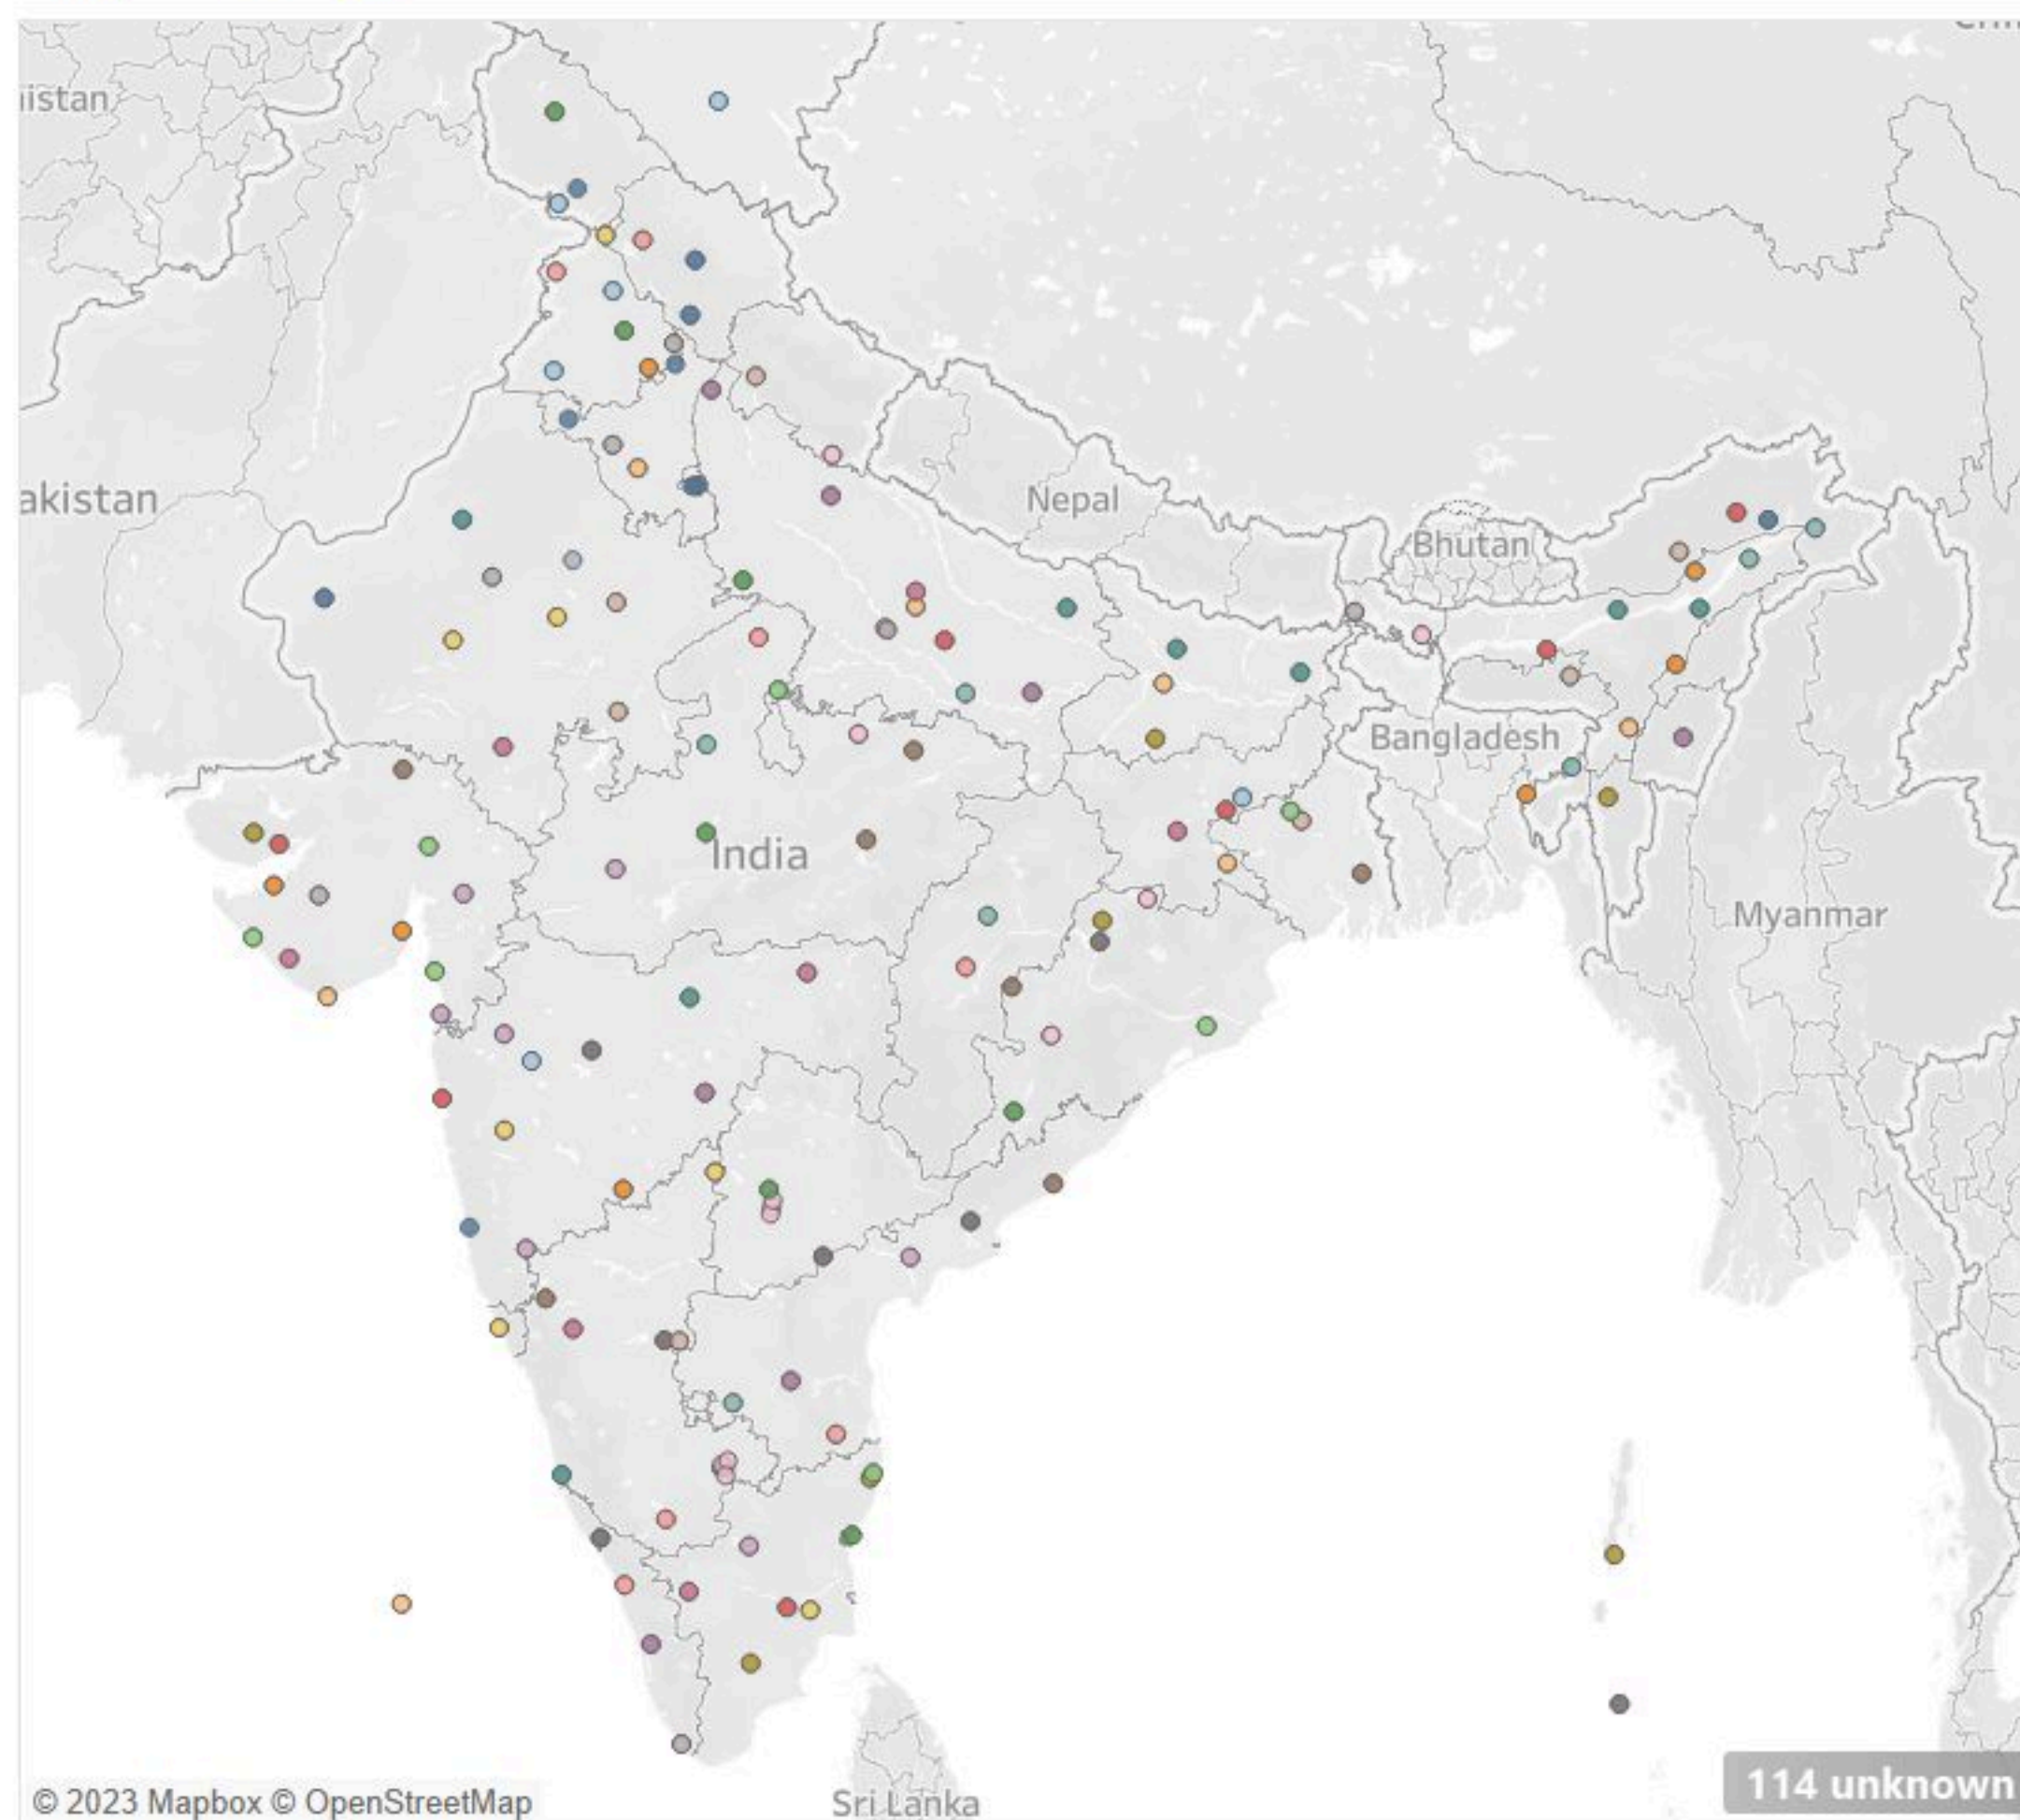 istan
akistan
Nepal
Bhutan
Bangladesh
India
Myanmar
114 unknown
© 2023 Mapbox © OpenStreetMap
Sri Lanka